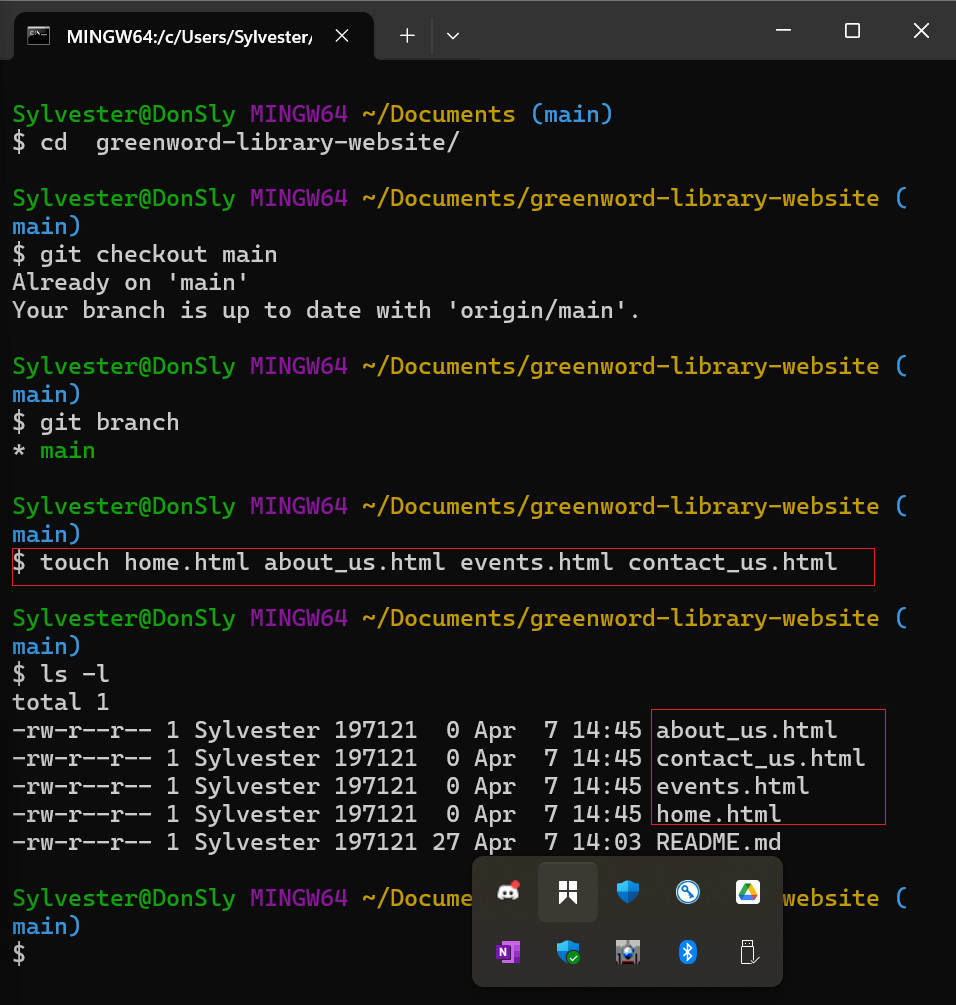 MINGW64:/c/Users/Sylvester/
Sylvester@DonSly MINGW64 ~/Documents (main)
$ cd  greenword-library-website/
Sylvester@DonSly MINGW64 ~/Documents/greenword-library-website (
main)
$ git checkout main
Already on 'main'
Your branch is up to date with 'origin/main'.
Sylvester@DonSly MINGW64 ~/Documents/greenword-library-website (
main)
$ git branch
* main
Sylvester@DonSly MINGW64 ~/Documents/greenword-library-website (
main)
$ touch home.html about_us.html events.html contact_us.html
Sylvester@DonSly MINGW64 ~/Documents/greenword-library-website (
main)
$ ls -l
total 1
-rw-r--r-- 1 Sylvester 197121  0 Apr  7 14:45 about_us.html
-rw-r--r-- 1 Sylvester 197121  0 Apr  7 14:45 contact_us.html
-rw-r--r-- 1 Sylvester 197121  0 Apr  7 14:45 events.html
-rw-r--r-- 1 Sylvester 197121  0 Apr  7 14:45 home.html
-rw-r--r-- 1 Sylvester 197121 27 Apr  7 14:03 README.md
Sylvester@DonSly MINGW64 ~/Docume website (
main)
$
N